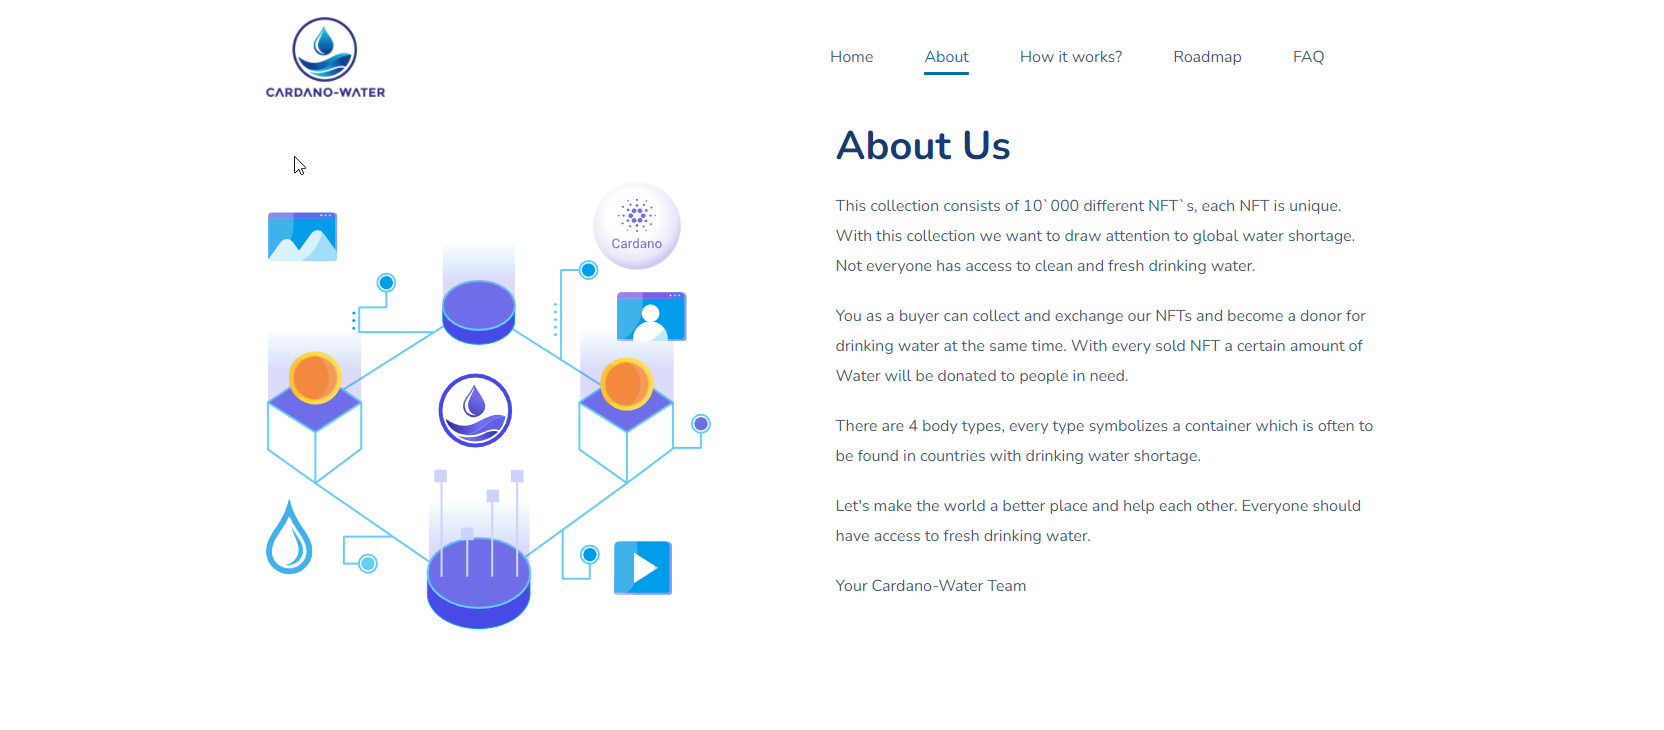 CARDANO-WATER
Home About How it works? Roadmap FAQ
About Us
This collection consists of 10`000 different NFT`s, each NFT is unique.
With this collection we want to draw attention to global water shortage.
Not everyone has access to clean and fresh drinking water.
You as a buyer can collect and exchange our NFTs and become a donor for
drinking water at the same time. With every sold NFT a certain amount of
Water will be donated to people in need.
There are 4 body types, every type symbolizes a container which is often to
be found in countries with drinking water shortage.
Let's make the world a better place and help each other. Everyone should
have access to fresh drinking water.
Your Cardano-Water Team
Cardano